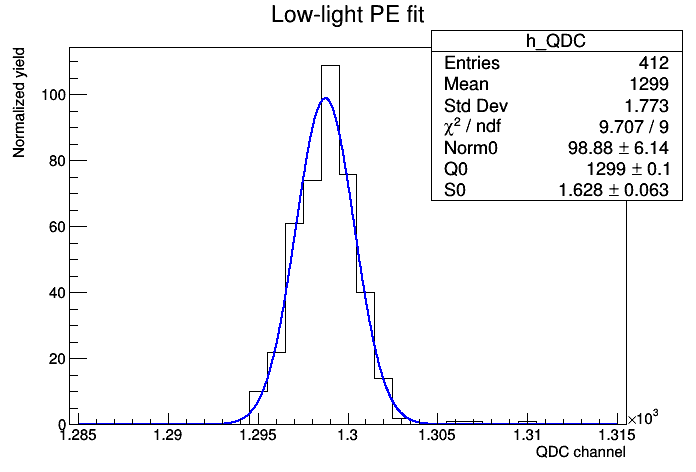 Low-light PE fit
h_QDC
Entries 412
Mean 1299
Std Dev 1.773
χ² / ndf 9.707 / 9
Norm0 98.88 ± 6.14
Q0 1299 ± 0.1
S0 1.628 ± 0.063
Normalized yield
100
80
60
40
20
0
1.285 1.29 1.295 1.3 1.305 1.31 1.315
×10³
QDC channel